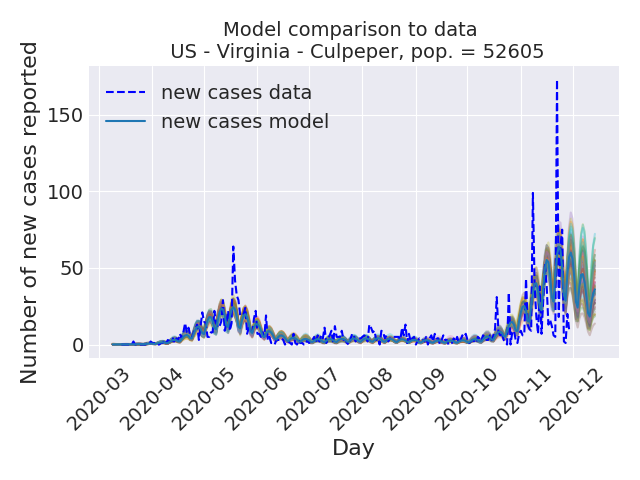 Model comparison to data
US - Virginia - Culpeper, pop. = 52605
new cases data
new cases model
Number of new cases reported
150
100
50
0
2020-03
2020-04
2020-05
2020-06
2020-07
2020-08
2020-09
2020-10
2020-11
2020-12
Day